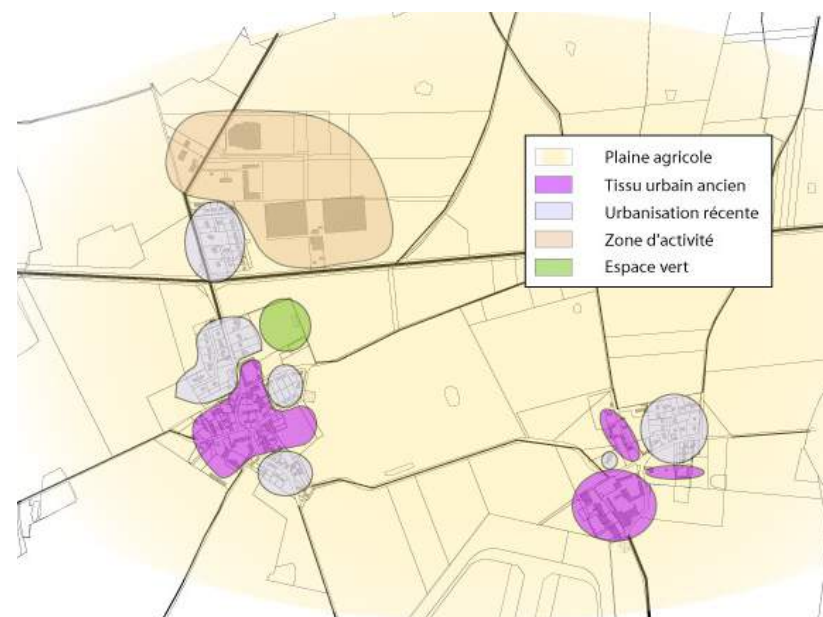 Plaine agricole
Tissu urbain ancien
Urbanisation récente
Zone d'activité
Espace vert